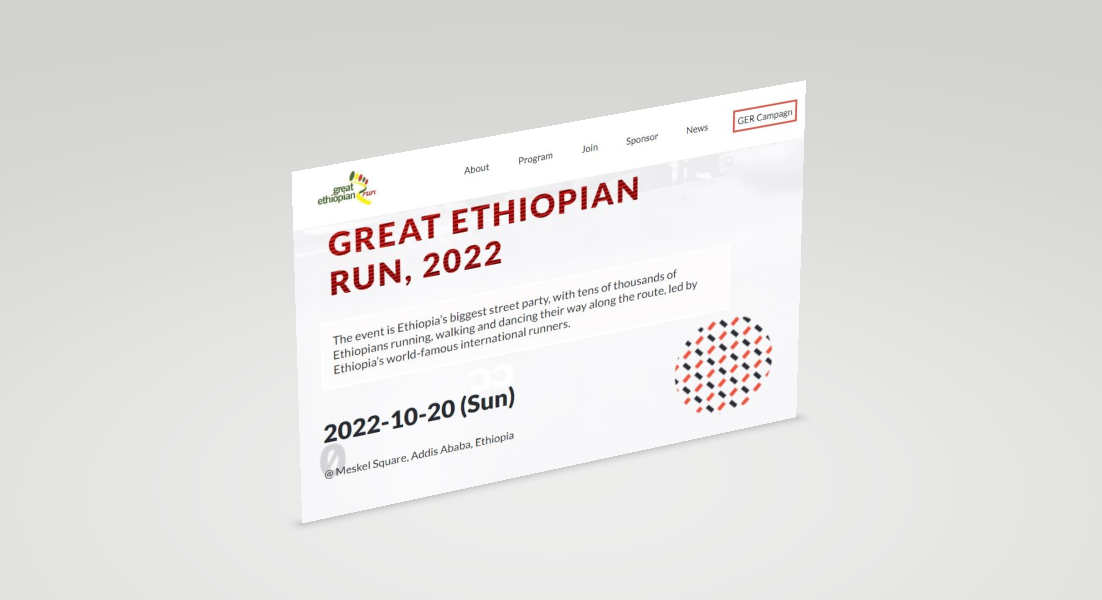 great
ethiopian run
About Program Join Sponsor News GER Campagn
GREAT ETHIOPIAN
RUN, 2022
The event is Ethiopia's biggest street party, with tens of thousands of
Ethiopians running, walking and dancing their way along the route, led by
Ethiopia's world-famous international runners.
2022-10-20 (Sun)
@ Meskel Square, Addis Ababa, Ethiopia